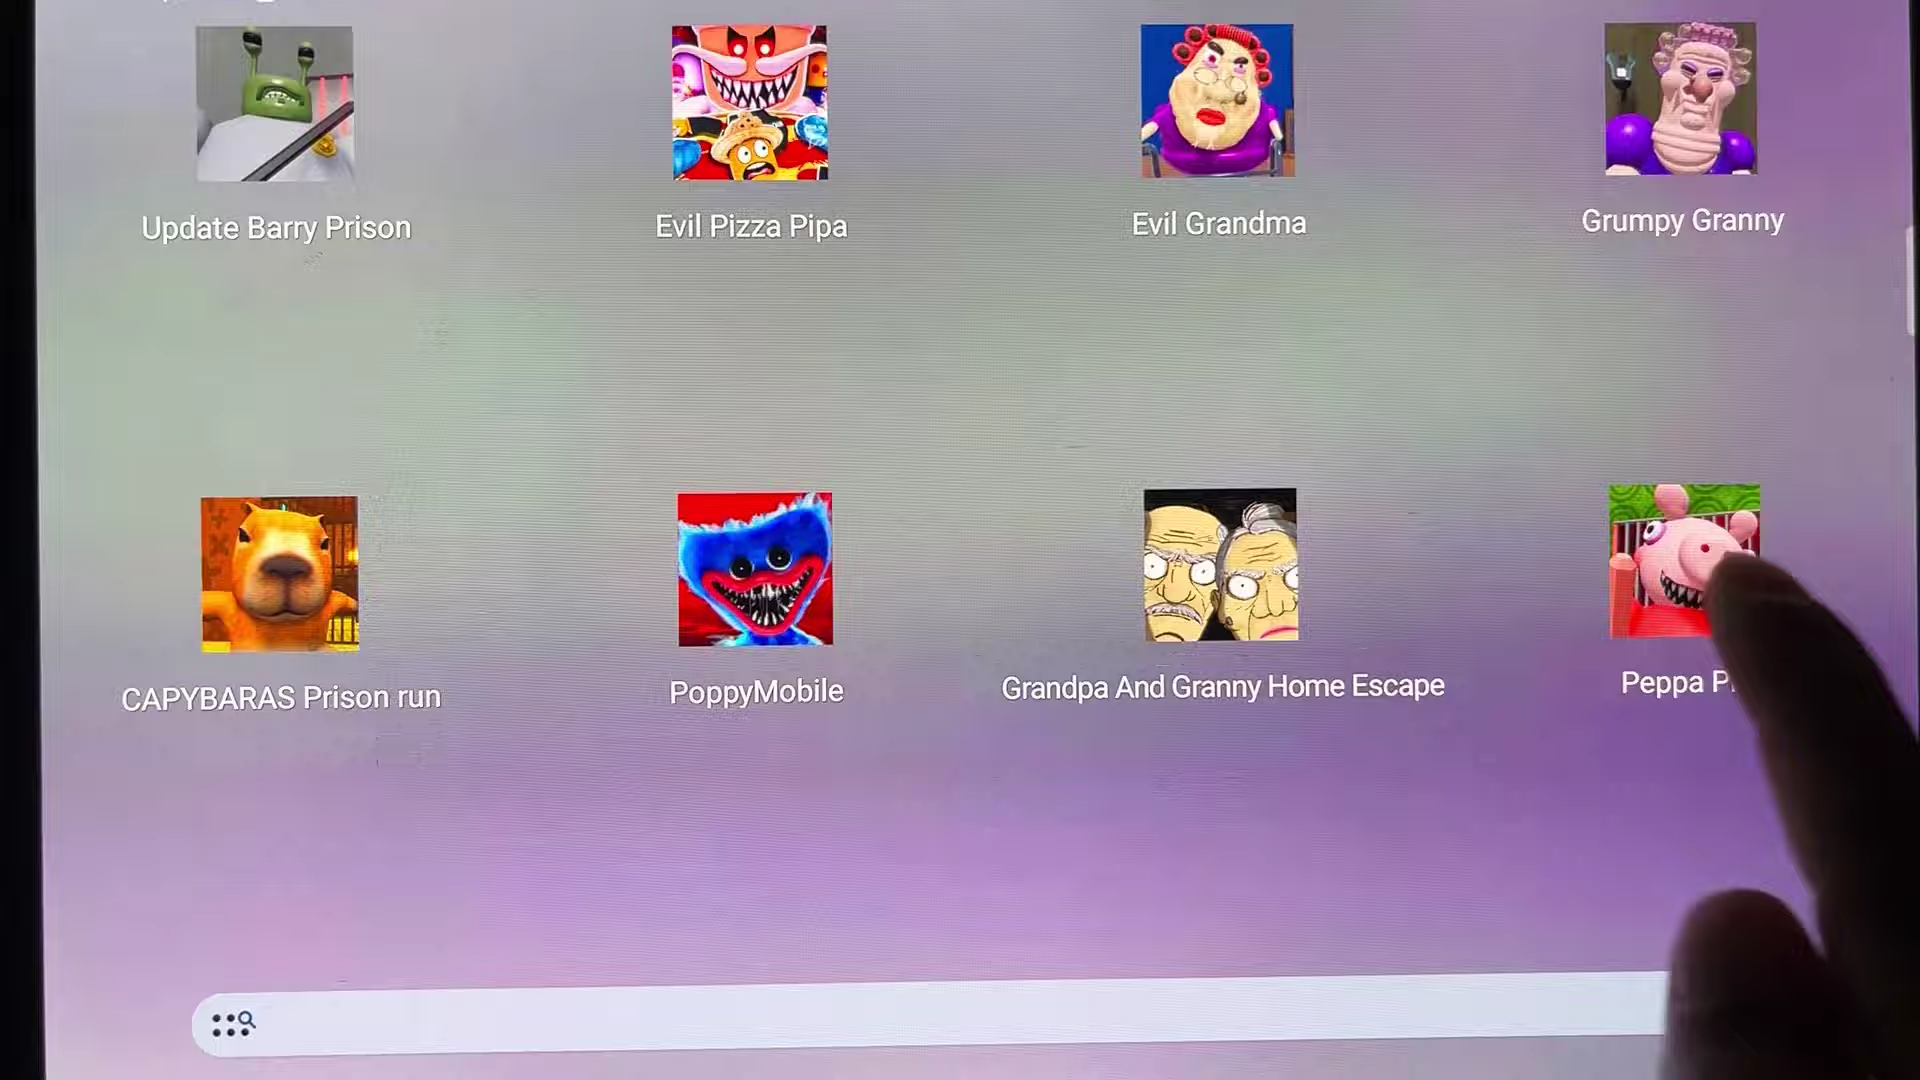 Update Barry Prison
Evil Pizza Pipa
Evil Grandma
Grumpy Granny
CAPYBARAS Prison run
PoppyMobile
Grandpa And Granny Home Escape
Peppa